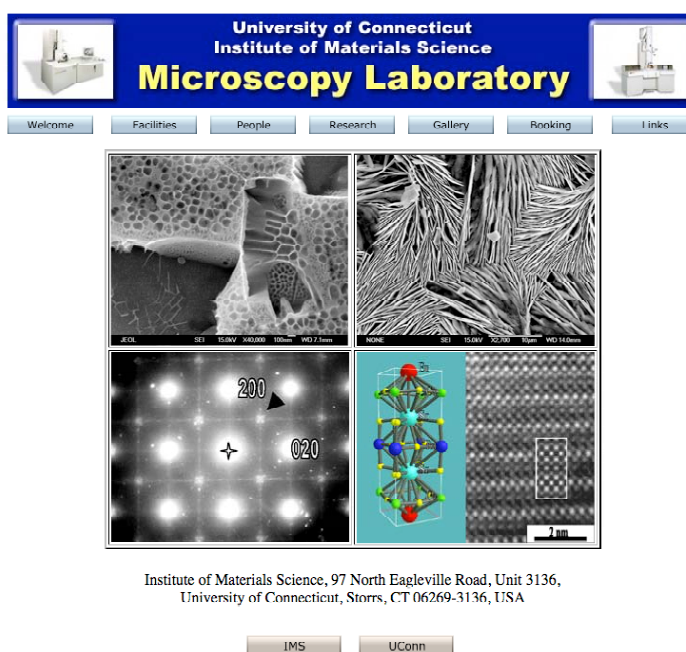 University of Connecticut
Institute of Materials Science
Microscopy Laboratory
Welcome Facilities People Research Gallery Booking Links
JEOL SEI 15.0kV X40,000 100nm WD 7.1mm
NONE SEI 15.0kV X2,700 10µm WD 14.0mm
200
020
2 nm
Institute of Materials Science, 97 North Eagleville Road, Unit 3136,
University of Connecticut, Storrs, CT 06269-3136, USA
IMS UConn